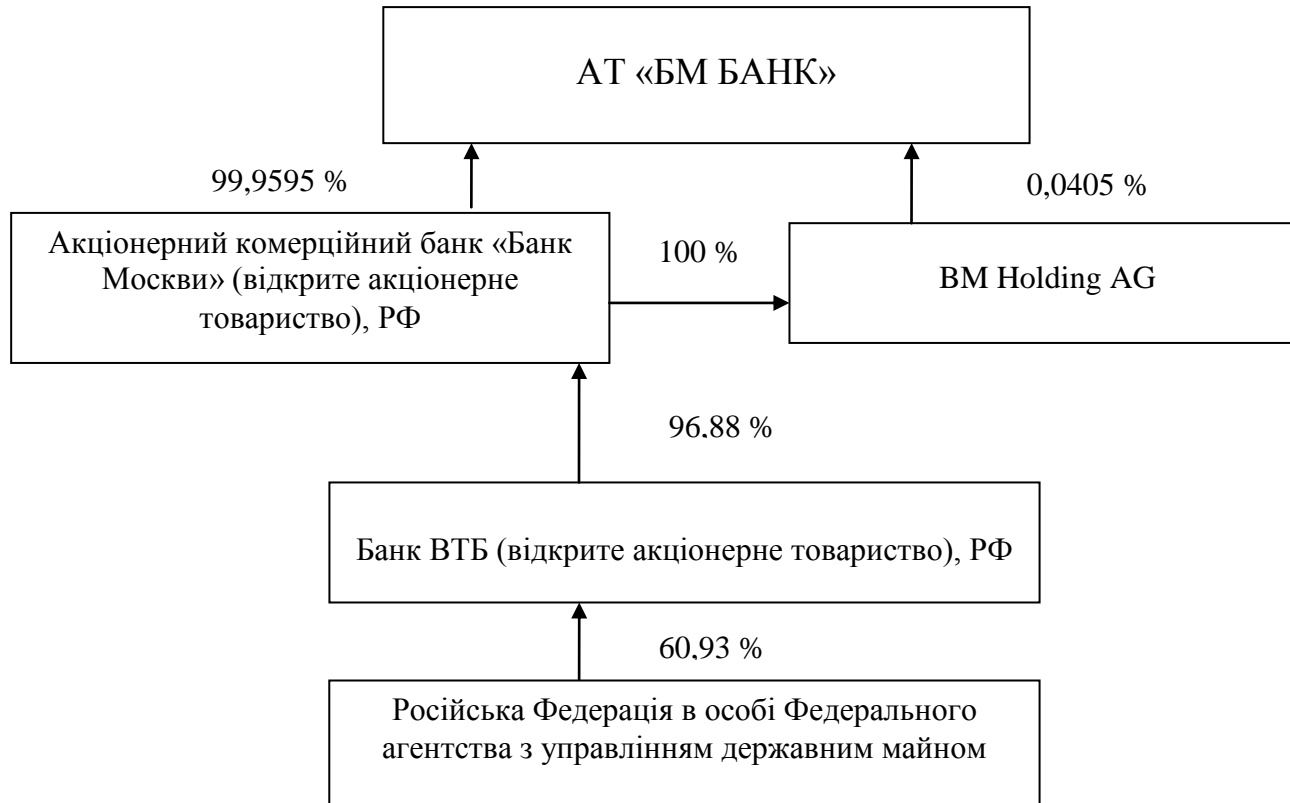 АТ «БМ БАНК»
99,9595 %
0,0405 %
Акціонерний комерційний банк «Банк
Москви» (відкрите акціонерне
товариство), РФ
100 %
BM Holding AG
96,88 %
Банк ВТБ (відкрите акціонерне товариство), РФ
60,93 %
Російська Федерація в особі Федерального
агентства з управлінням державним майном